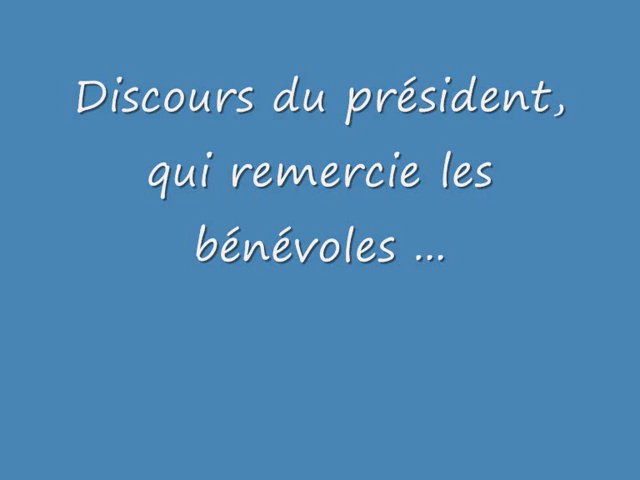 Discours du président,
qui remercie les
bénévoles ...